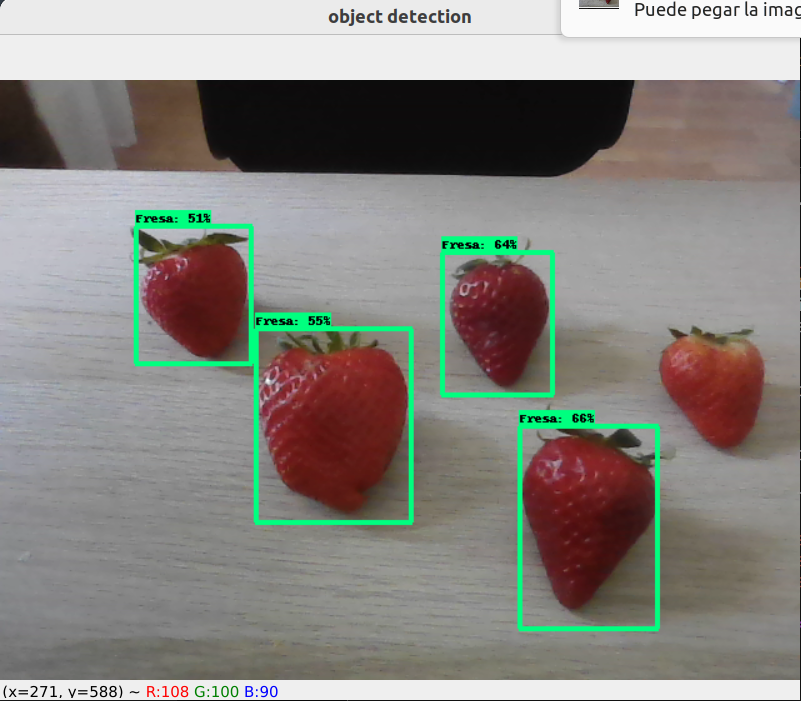 object detection
Puede pegar la imag
Fresa: 51%
Fresa: 64%
Fresa: 55%
Fresa: 66%
(x=271, y=588) ~ R:108 G:100 B:90